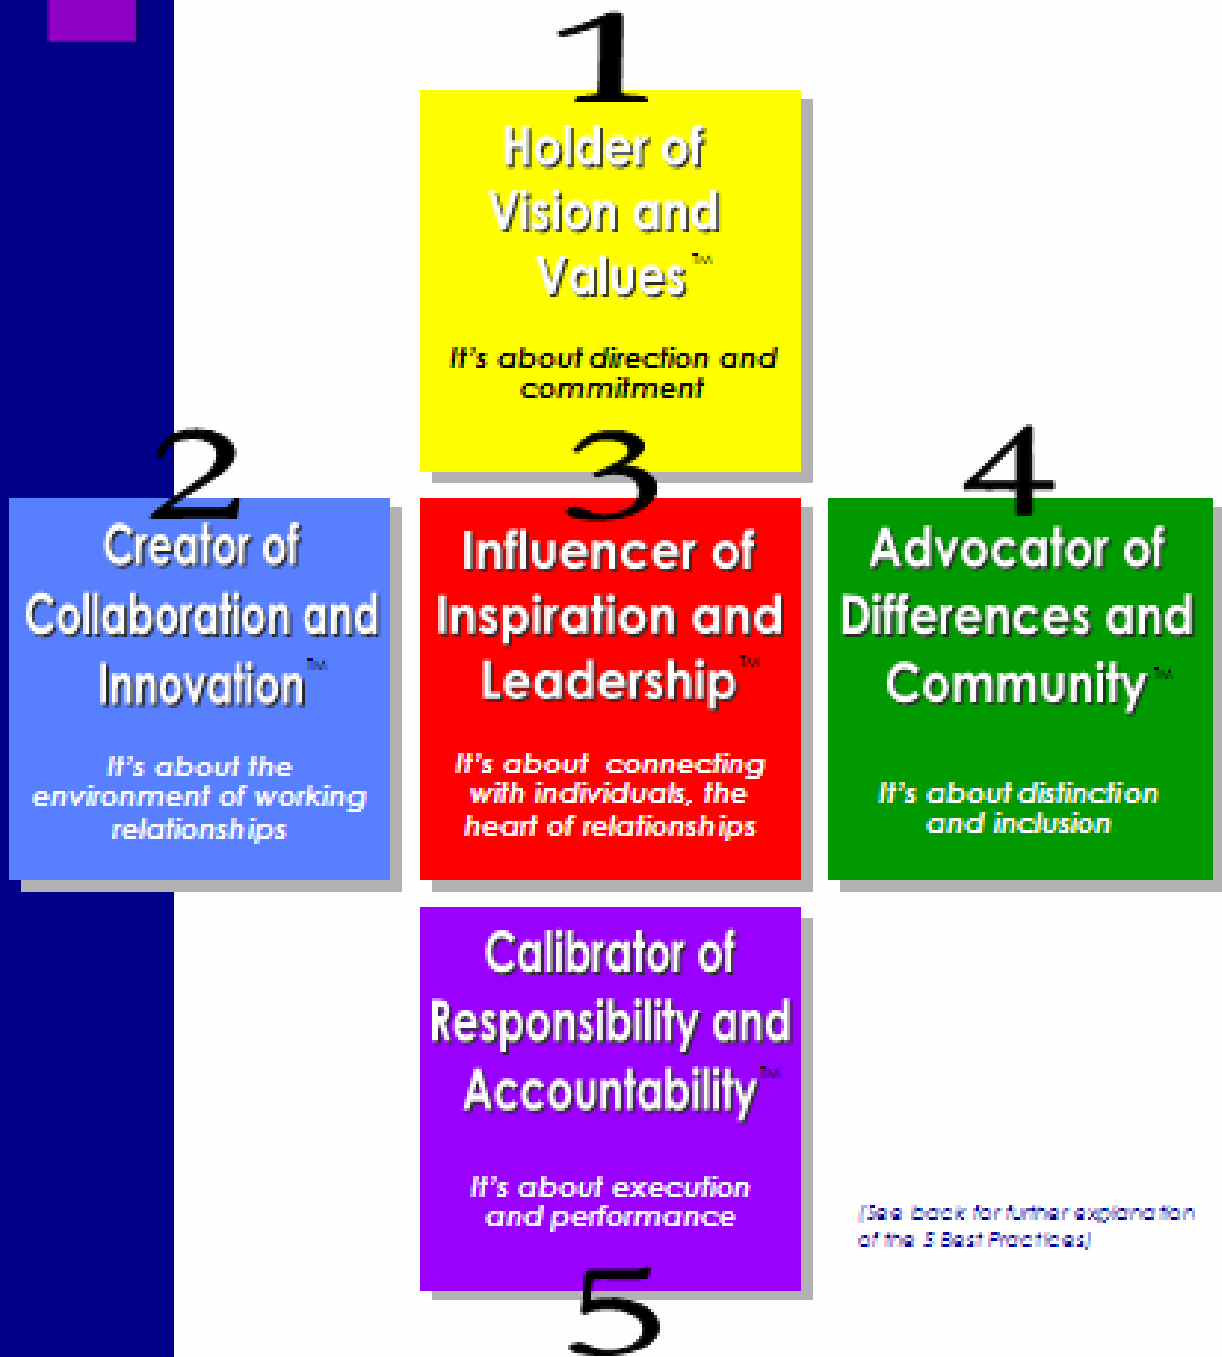 1
Holder of
Vision and
Values™
It's about direction and
commitment
2
Creator of
Collaboration and
Innovation™
It's about the
environment of working
relationships
3
Influencer of
Inspiration and
Leadership™
It's about connecting
with individuals, the
heart of relationships
4
Advocator of
Differences and
Community™
It's about distinction
and inclusion
Calibrator of
Responsibility and
Accountability™
It's about execution
and performance
5
(See back for further explanation
of the 5 Best Practices)